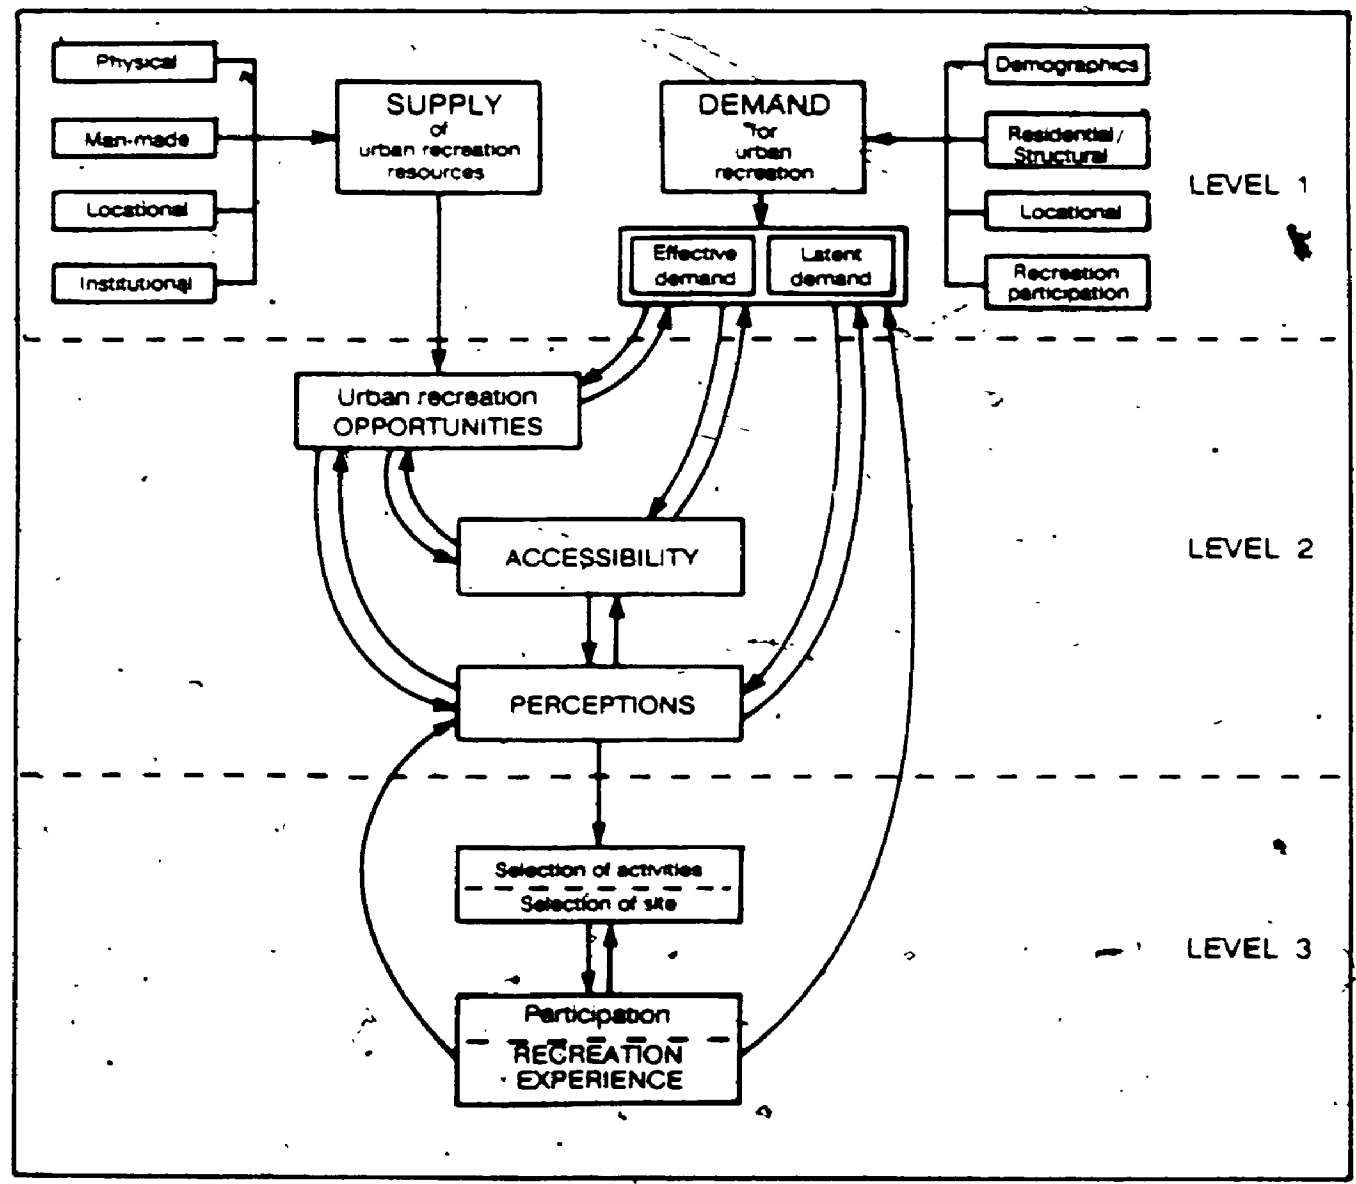 Physical
Man-made
Locational
Institutional
SUPPLY
of
urban recreation
resources
DEMAND
for
urban
recreation
Demographics
Residential/
Structural
Locational
Recreation
participation
LEVEL 1
Effective
demand
Latent
demand
Urban recreation
OPPORTUNITIES
ACCESSIBILITY
LEVEL 2
PERCEPTIONS
Selection of activities
Selection of site
LEVEL 3
Participation
RECREATION
EXPERIENCE